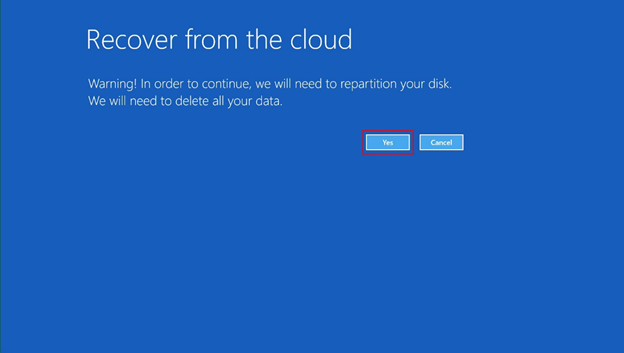 Recover from the cloud
Warning! In order to continue, we will need to repartition your disk.
We will need to delete all your data.
Yes
Cancel